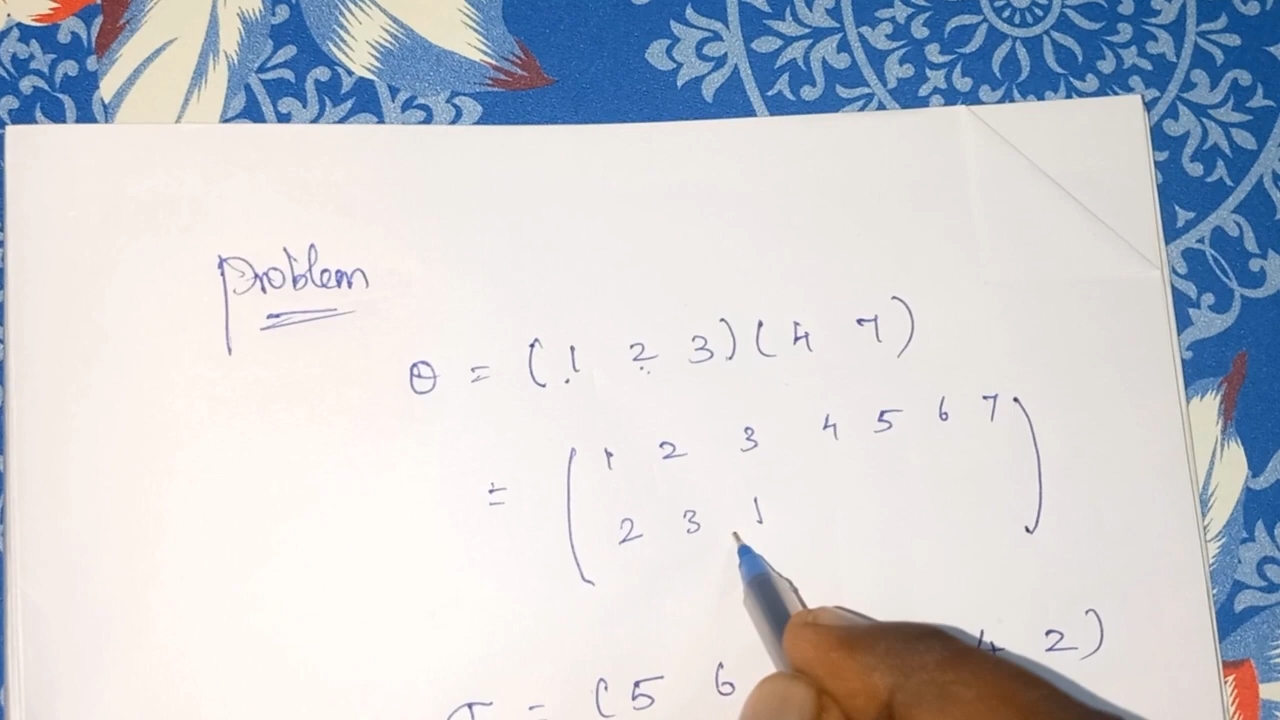 Problem
θ = (1 2 3)(4 7)
= ( 1 2 3 4 5 6 7 )
2 3 1
= (5 6 4 2)